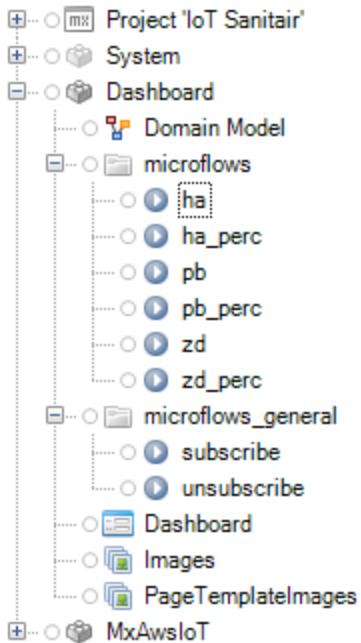 Project 'IoT Sanitair'
System
Dashboard
Domain Model
microflows
ha
ha_perc
pb
pb_perc
zd
zd_perc
microflows_general
subscribe
unsubscribe
Dashboard
Images
PageTemplateImages
MxAwsIoT